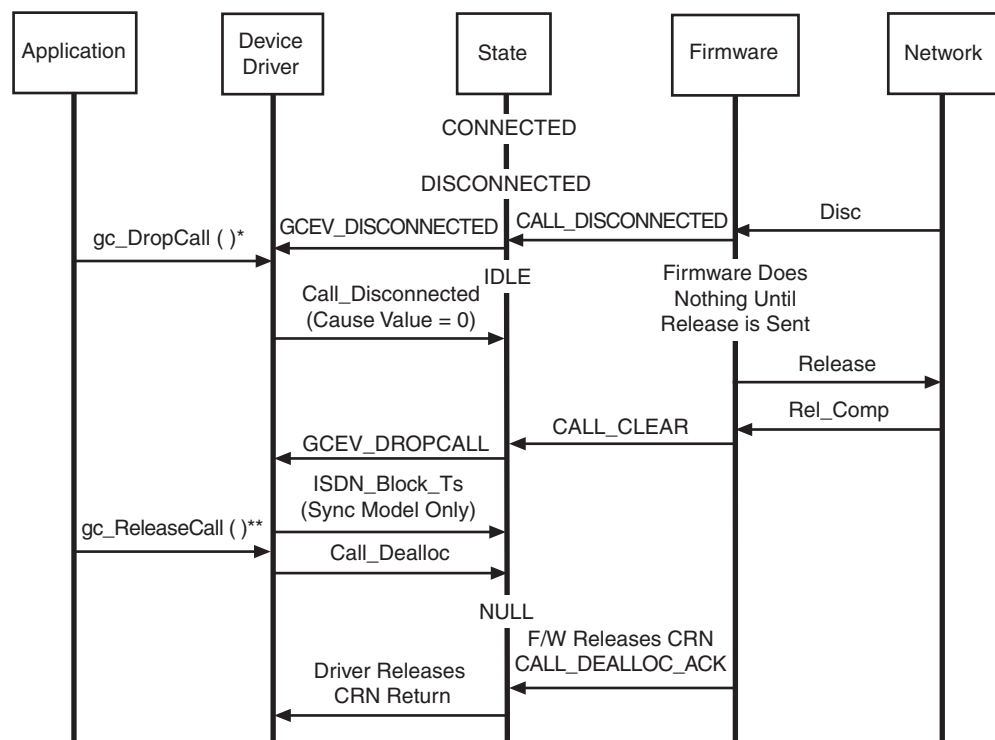 Application
Device
Driver
State
Firmware
Network
CONNECTED
DISCONNECTED
Disc
CALL_DISCONNECTED
GCEV_DISCONNECTED
gc_DropCall ( )*
IDLE
Firmware Does
Nothing Until
Release is Sent
Call_Disconnected
(Cause Value = 0)
Release
Rel_Comp
CALL_CLEAR
GCEV_DROPCALL
ISDN_Block_Ts
(Sync Model Only)
gc_ReleaseCall ( )**
Call_Dealloc
NULL
F/W Releases CRN
CALL_DEALLOC_ACK
Driver Releases
CRN Return